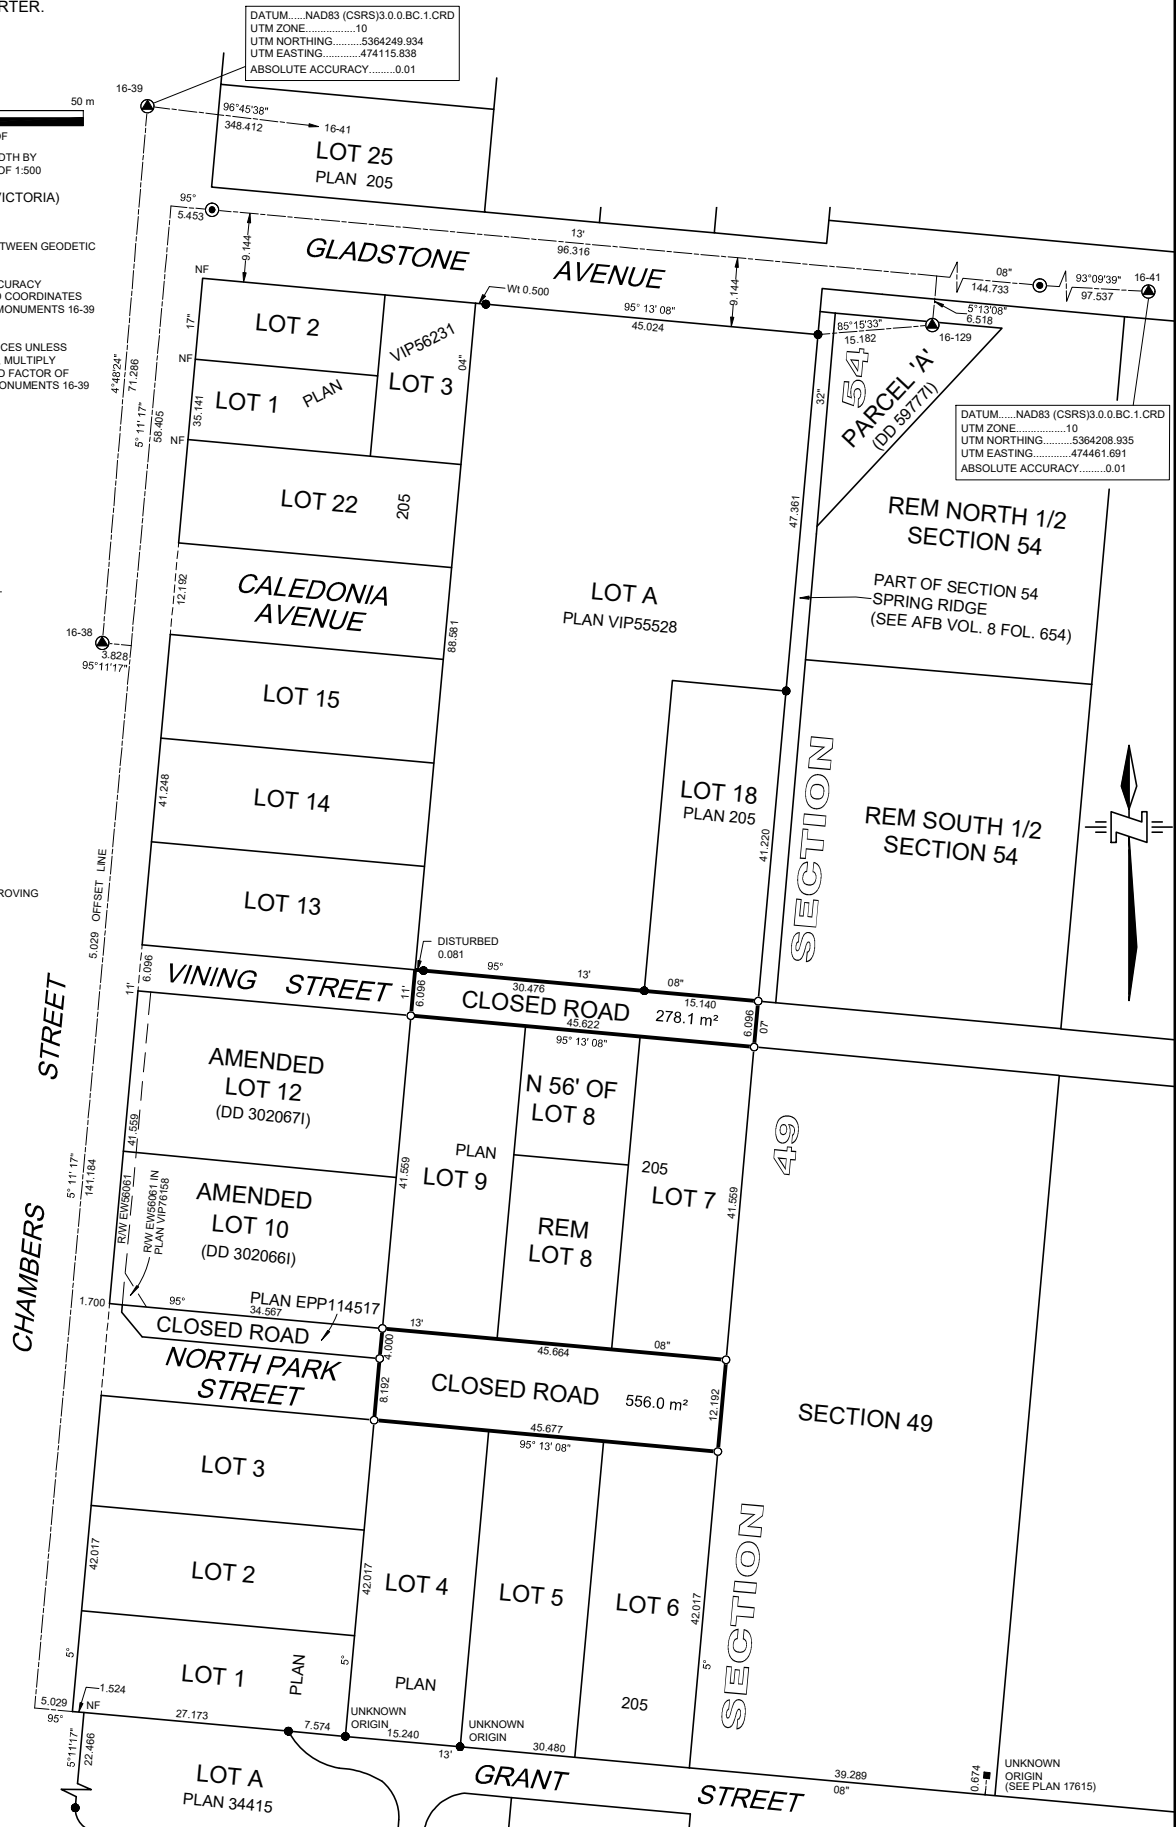 RTER.
DATUM......NAD83 (CSRS)3.0.0.BC.1.CRD
UTM ZONE................10
UTM NORTHING.........5364249.934
UTM EASTING............474115.838
ABSOLUTE ACCURACY.........0.01
16-39
50 m
OF
DTH BY
OF 1:500
VICTORIA)
TWEEN GEODETIC
CURACY
D COORDINATES
MONUMENTS 16-39
CES UNLESS
MULTIPLY
D FACTOR OF
ONUMENTS 16-39
ROVING
96°45'38"
348.412
16-41
LOT 25
PLAN 205
95°
5.453
9.144
13'
96.316
GLADSTONE AVENUE
9.144
08"
144.733
93°09'39"
97.537
16-41
5°13'08"
6.518
85°15'33"
15.182
16-129
NF
Wt 0.500
95° 13' 08"
45.024
LOT 2
17"
VIP56231
04"
NF
LOT 3
LOT 1
PLAN
35.141
NF
4°48'24"
71.286
5° 11' 17"
58.405
32"
54
PARCEL 'A'
(DD 59777I)
DATUM......NAD83 (CSRS)3.0.0.BC.1.CRD
UTM ZONE................10
UTM NORTHING.........5364208.935
UTM EASTING............474461.691
ABSOLUTE ACCURACY.........0.01
LOT 22
205
47.361
REM NORTH 1/2
SECTION 54
12.192
CALEDONIA
AVENUE
LOT A
PLAN VIP55528
PART OF SECTION 54
SPRING RIDGE
(SEE AFB VOL. 8 FOL. 654)
88.581
16-38
3.828
95°11'17"
LOT 15
LOT 14
41.248
LOT 18
PLAN 205
41.220
SECTION
REM SOUTH 1/2
SECTION 54
5.029 OFFSET LINE
LOT 13
DISTURBED
0.081
6.096
11'
VINING STREET
11'
6.096
95°
13'
08"
30.476
15.140
CLOSED ROAD
278.1 m²
6.096
07'
45.622
95° 13' 08"
STREET
AMENDED
LOT 12
(DD 302067I)
N 56' OF
LOT 8
49
41.559
PLAN
LOT 9
41.559
205
LOT 7
41.559
5° 11' 17"
141.184
R/W EW56061
R/W EW56061 IN
PLAN VIP76158
AMENDED
LOT 10
(DD 302066I)
REM
LOT 8
CHAMBERS
1.700
95°
34.567
PLAN EPP114517
CLOSED ROAD
13'
4.000
45.664
08"
NORTH PARK
STREET
8.192
CLOSED ROAD
556.0 m²
12.192
45.677
95° 13' 08"
SECTION 49
LOT 3
LOT 2
42.017
42.017
LOT 4
LOT 5
LOT 6
42.017
SECTION
5°
LOT 1
PLAN
5°
PLAN
205
5°
5.029
1.524
NF
95°
27.173
7.574
UNKNOWN
ORIGIN
15.240
UNKNOWN
ORIGIN
13'
30.480
5°11'17"
22.466
LOT A
PLAN 34415
GRANT STREET
39.289
08"
0.674
UNKNOWN
ORIGIN
(SEE PLAN 17615)